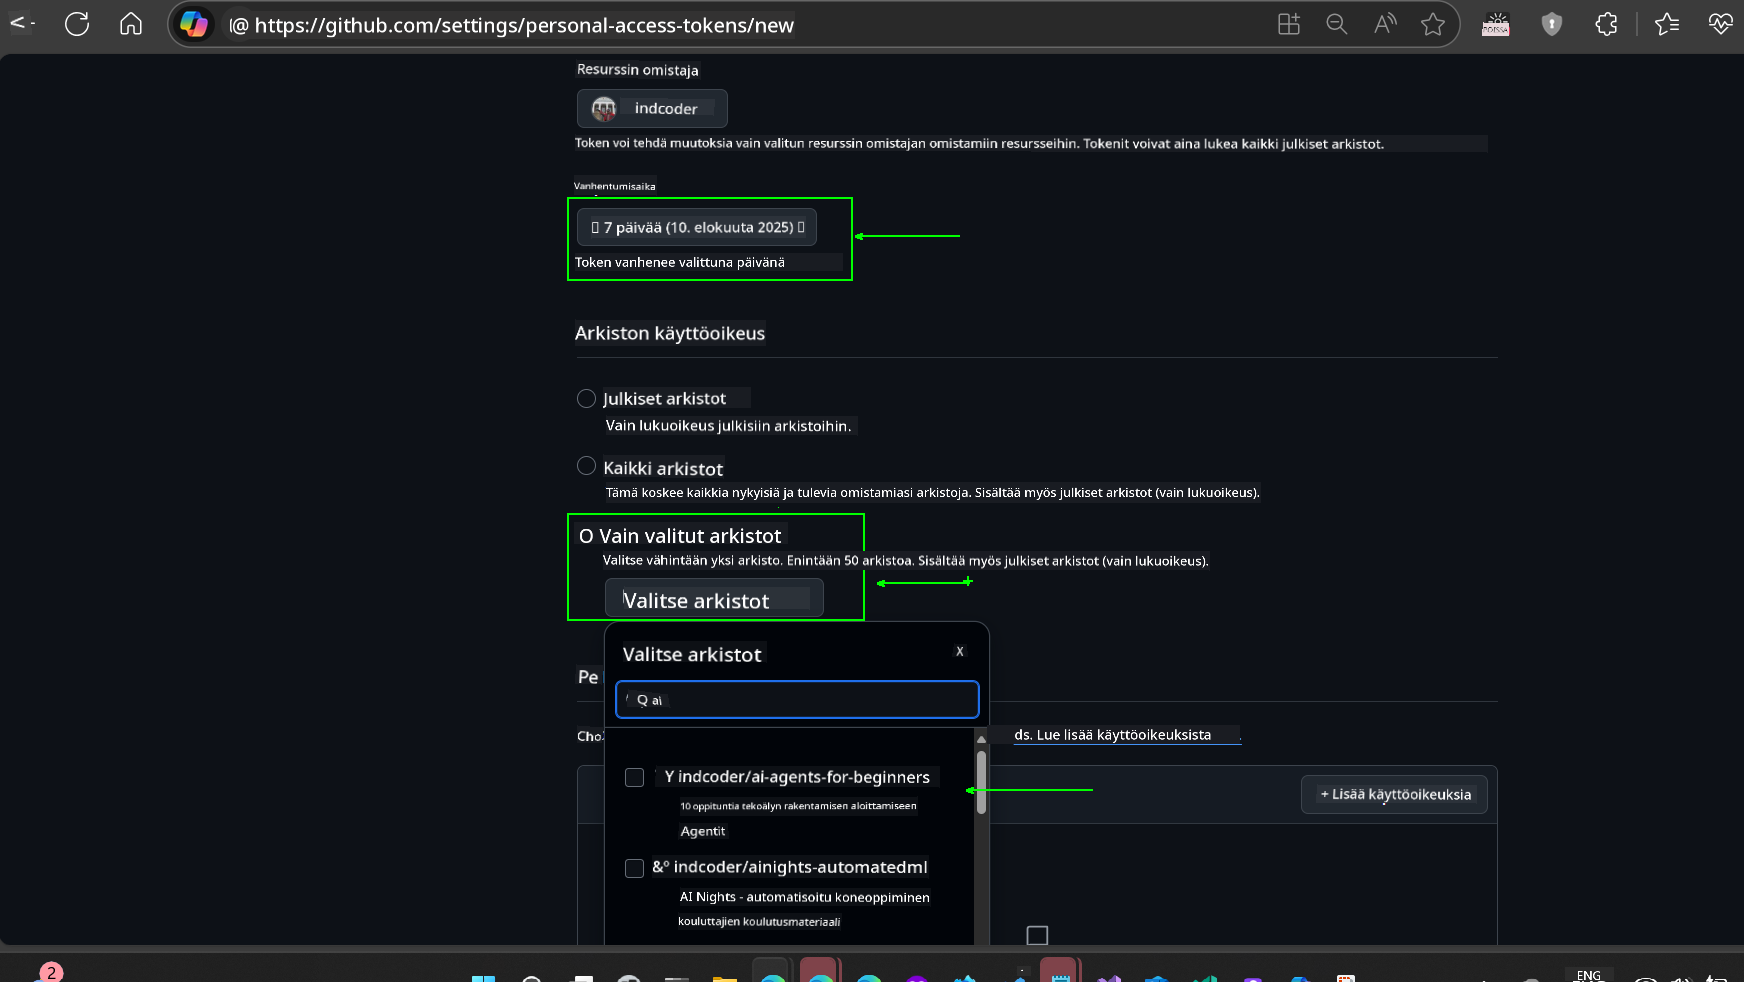 https://github.com/settings/personal-access-tokens/new
POISSA
Resurssin omistaja
indcoder
Token voi tehdä muutoksia vain valitun resurssin omistajan omistamiin resursseihin. Tokenit voivat aina lukea kaikki julkiset arkistot.
Vanhentumisaika
7 päivää (10. elokuuta 2025)
Token vanhenee valittuna päivänä
Arkiston käyttöoikeus
Julkiset arkistot
Vain lukuoikeus julkisiin arkistoihin.
Kaikki arkistot
Tämä koskee kaikkia nykyisiä ja tulevia omistamiasi arkistoja. Sisältää myös julkiset arkistot (vain lukuoikeus).
O Vain valitut arkistot
Valitse vähintään yksi arkisto. Enintään 50 arkistoa. Sisältää myös julkiset arkistot (vain lukuoikeus).
Valitse arkistot
Valitse arkistot X
Pe
Q ai
Cho ds. Lue lisää käyttöoikeuksista
Y indcoder/ai-agents-for-beginners
+ Lisää käyttöoikeuksia
10 oppituntia tekoälyn rakentamisen aloittamiseen
Agentit
&º indcoder/ainights-automatedml
AI Nights - automatisoitu koneoppiminen
kouluttajien koulutusmateriaali
2
ENG